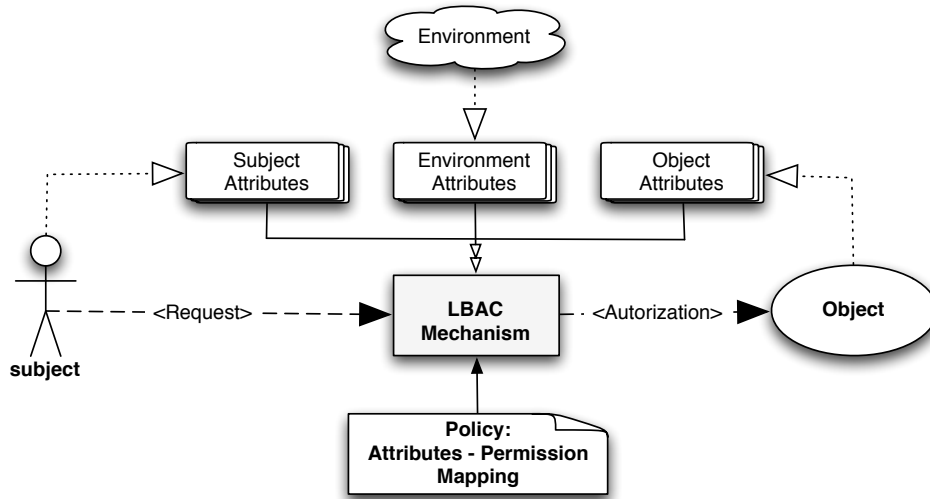 Environment
Subject
Attributes
Environment
Attributes
Object
Attributes
<Request>
LBAC
Mechanism
<Autorization>
Object
subject
Policy:
Attributes - Permission
Mapping